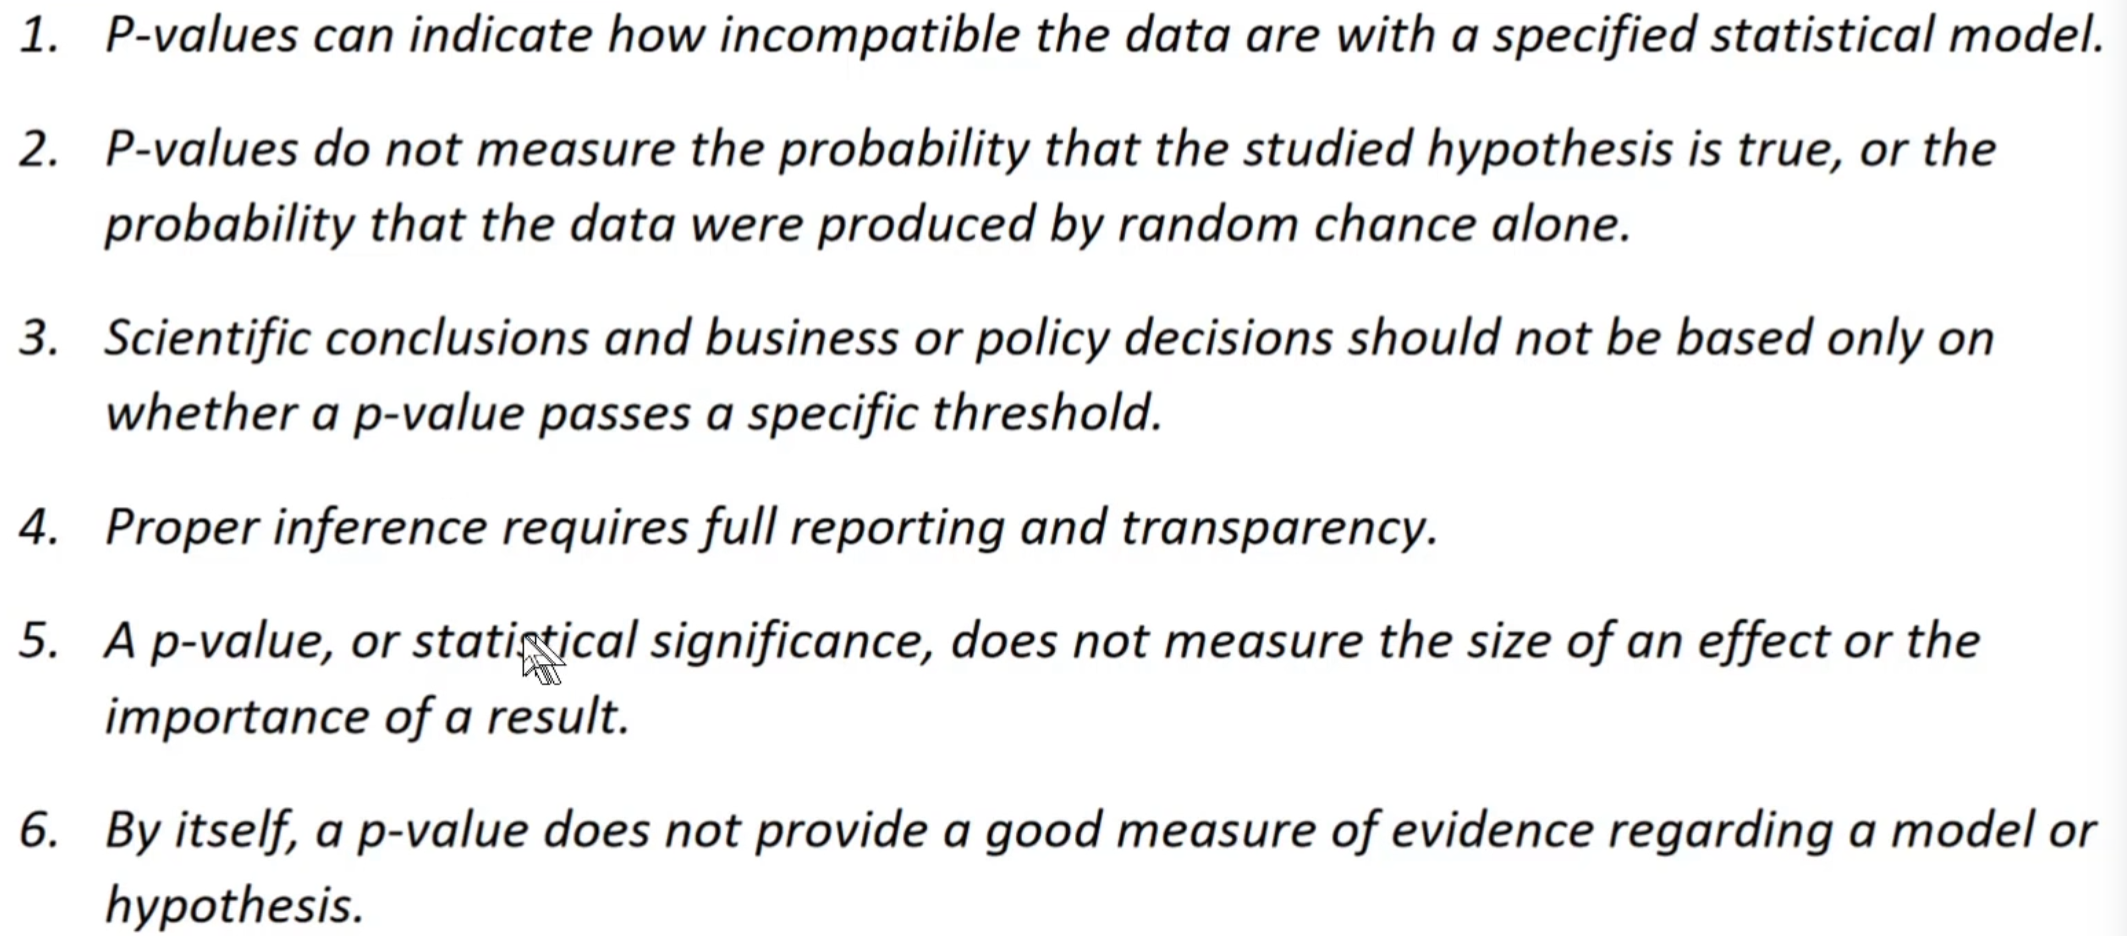 1. P-values can indicate how incompatible the data are with a specified statistical model.
2. P-values do not measure the probability that the studied hypothesis is true, or the
probability that the data were produced by random chance alone.
3. Scientific conclusions and business or policy decisions should not be based only on
whether a p-value passes a specific threshold.
4. Proper inference requires full reporting and transparency.
5. A p-value, or statistical significance, does not measure the size of an effect or the
importance of a result.
6. By itself, a p-value does not provide a good measure of evidence regarding a model or
hypothesis.